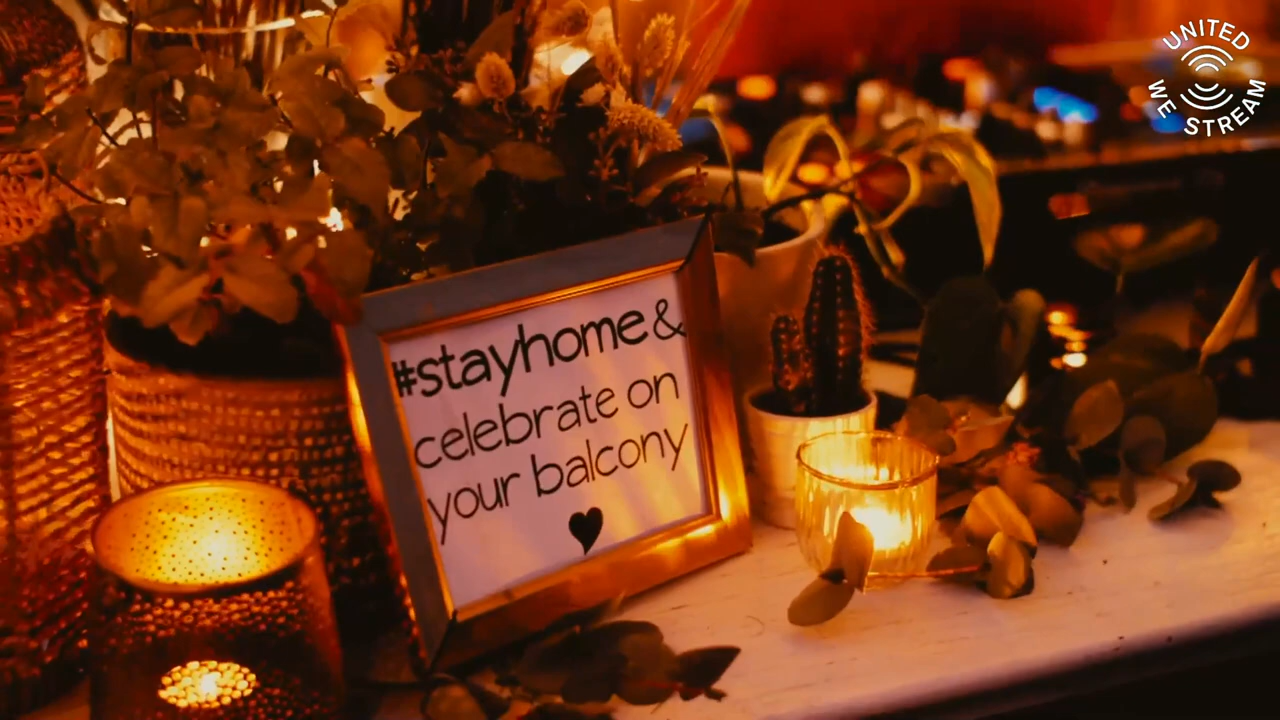 UNITED
WE STREAM
#stayhome &
celebrate on
your balcony